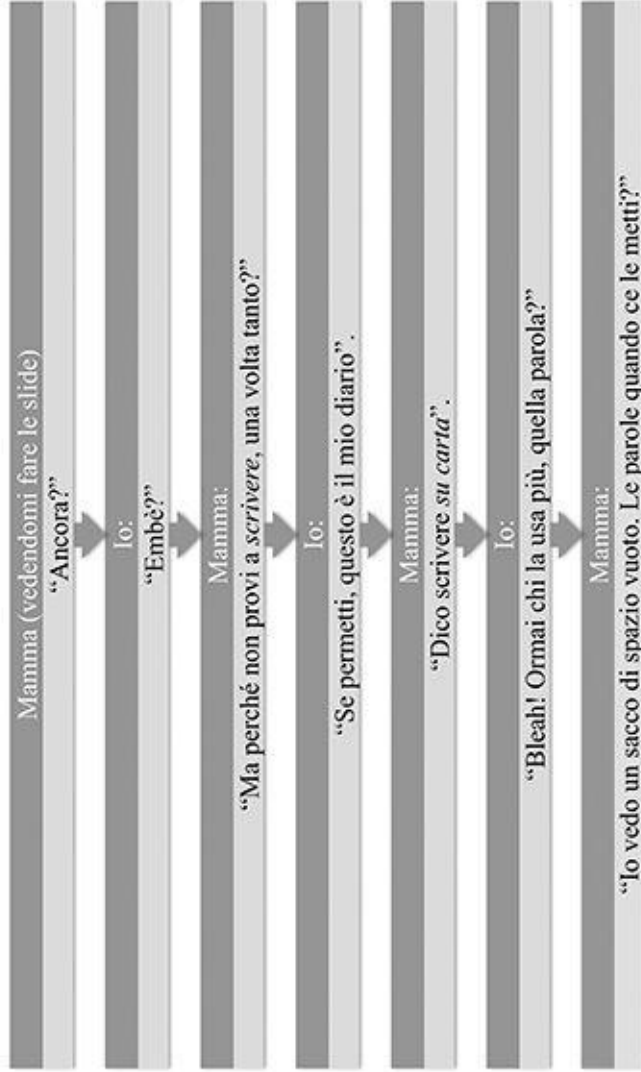 Mamma (vedendomi fare le slide)
“Ancora?”
Io:
“Embè?”
Mamma:
“Ma perché non provi a scrivere, una volta tanto?”
Io:
“Se permetti, questo è il mio diario”.
Mamma:
“Dico scrivere su carta”.
Io:
“Bleah! Ormai chi la usa più, quella parola?”
Mamma:
“Io vedo un sacco di spazio vuoto. Le parole quando ce le metti?”